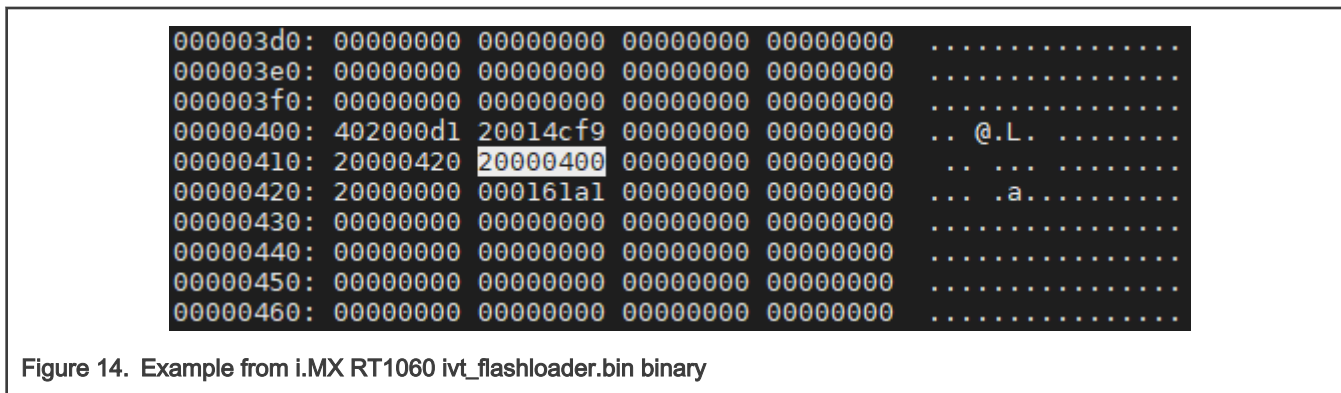 000003d0: 00000000 00000000 00000000 00000000 ................
000003e0: 00000000 00000000 00000000 00000000 ................
000003f0: 00000000 00000000 00000000 00000000 ................
00000400: 402000d1 20014cf9 00000000 00000000 .. @.L. ........
00000410: 20000420 20000400 00000000 00000000  .. ... ........
00000420: 20000000 000161a1 00000000 00000000 ... .a..........
00000430: 00000000 00000000 00000000 00000000 ................
00000440: 00000000 00000000 00000000 00000000 ................
00000450: 00000000 00000000 00000000 00000000 ................
00000460: 00000000 00000000 00000000 00000000 ................
Figure 14. Example from i.MX RT1060 ivt_flashloader.bin binary